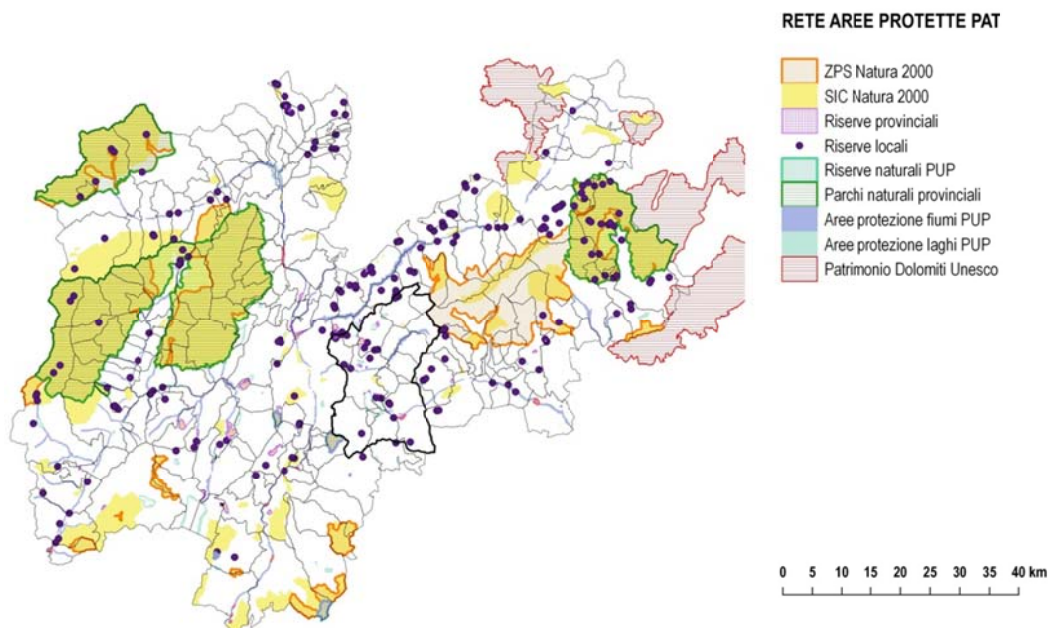 RETE AREE PROTETTE PAT
ZPS Natura 2000
SIC Natura 2000
Riserve provinciali
Riserve locali
Riserve naturali PUP
Parchi naturali provinciali
Aree protezione fiumi PUP
Aree protezione laghi PUP
Patrimonio Dolomiti Unesco
0 5 10 15 20 25 30 35 40 km